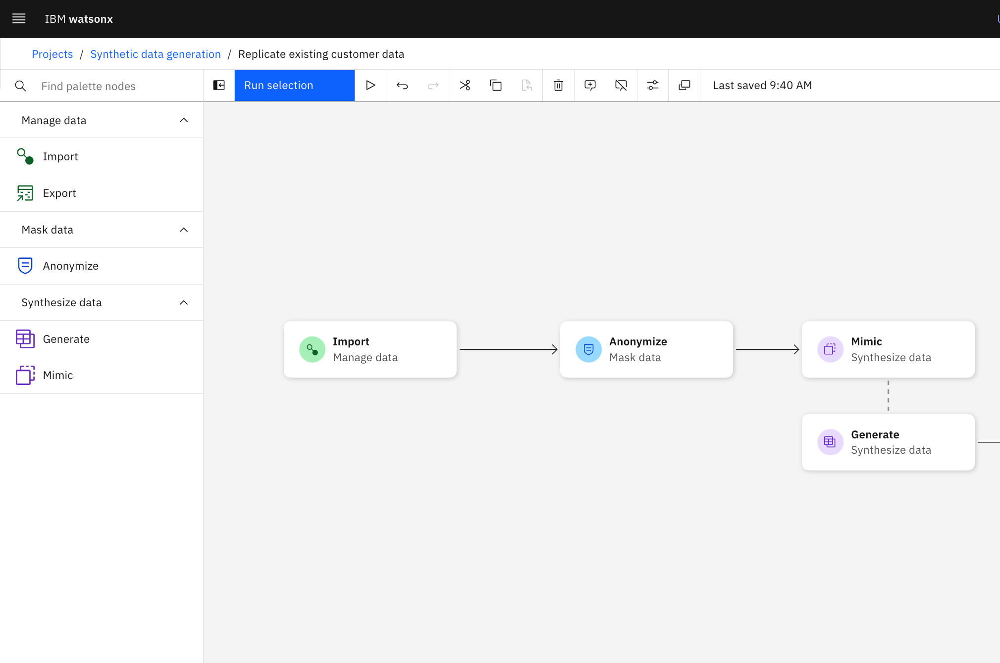 IBM watsonx
Projects / Synthetic data generation / Replicate existing customer data
Find palette nodes
Run selection
Last saved 9:40 AM
Manage data
Import
Export
Mask data
Anonymize
Synthesize data
Generate
Mimic
Import
Manage data
Anonymize
Mask data
Mimic
Synthesize data
Generate
Synthesize data